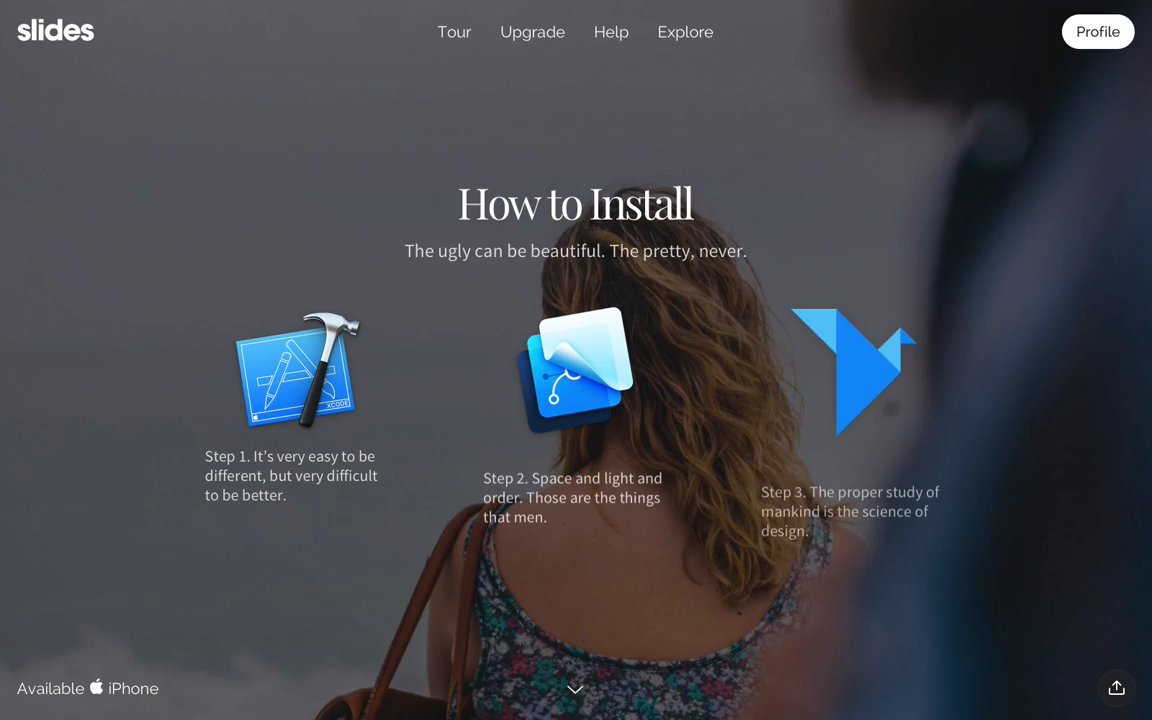 slides
Tour
Upgrade
Help
Explore
Profile
How to Install
The ugly can be beautiful. The pretty, never.
XCODE
Step 1. It’s very easy to be
different, but very difficult
to be better.
Step 2. Space and light and
order. Those are the things
that men.
Step 3. The proper study of
mankind is the science of
design.
Available iPhone